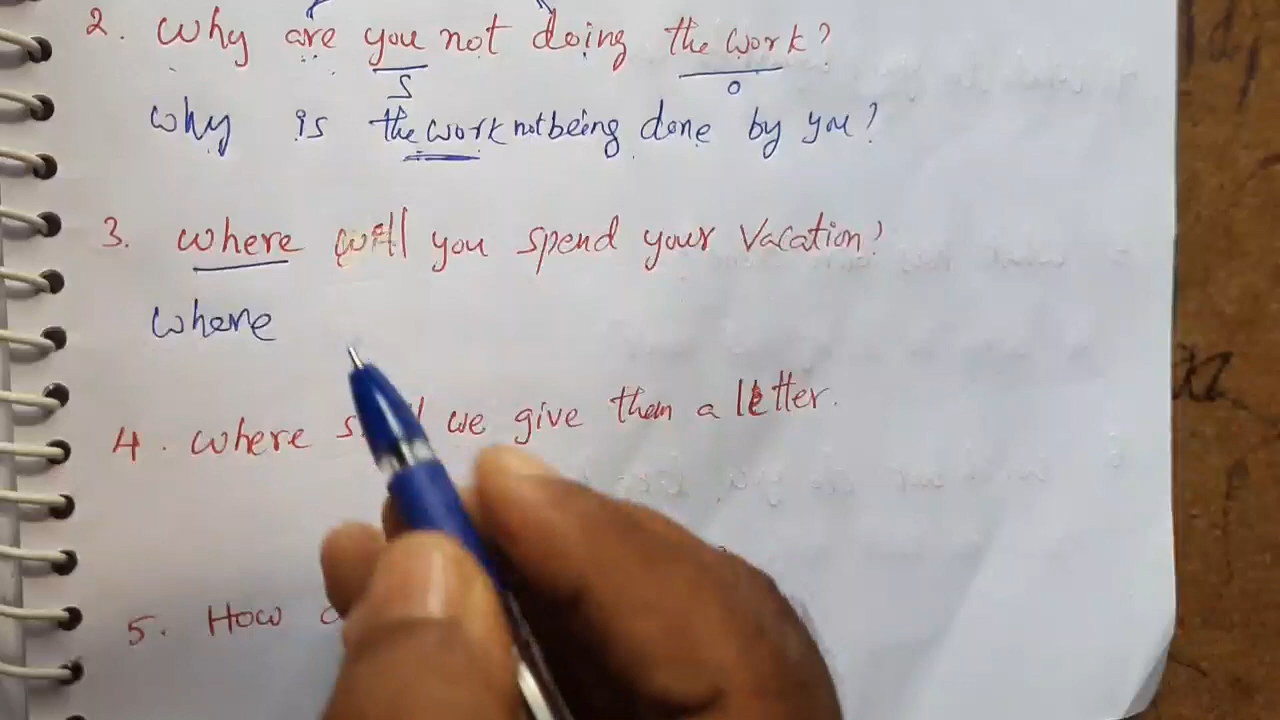 2. Why are you not doing the work?
S O
Why is the work not being done by you?
3. Where will you spend your vacation?
Where
4. Where we give them a letter.
5. How